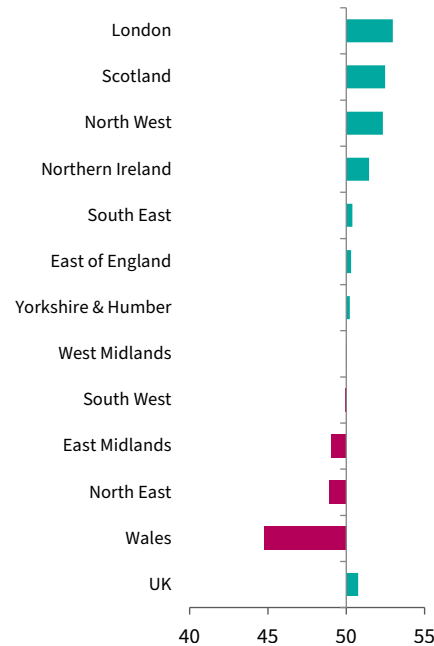 London
Scotland
North West
Northern Ireland
South East
East of England
Yorkshire & Humber
West Midlands
South West
East Midlands
North East
Wales
UK
40 45 50 55